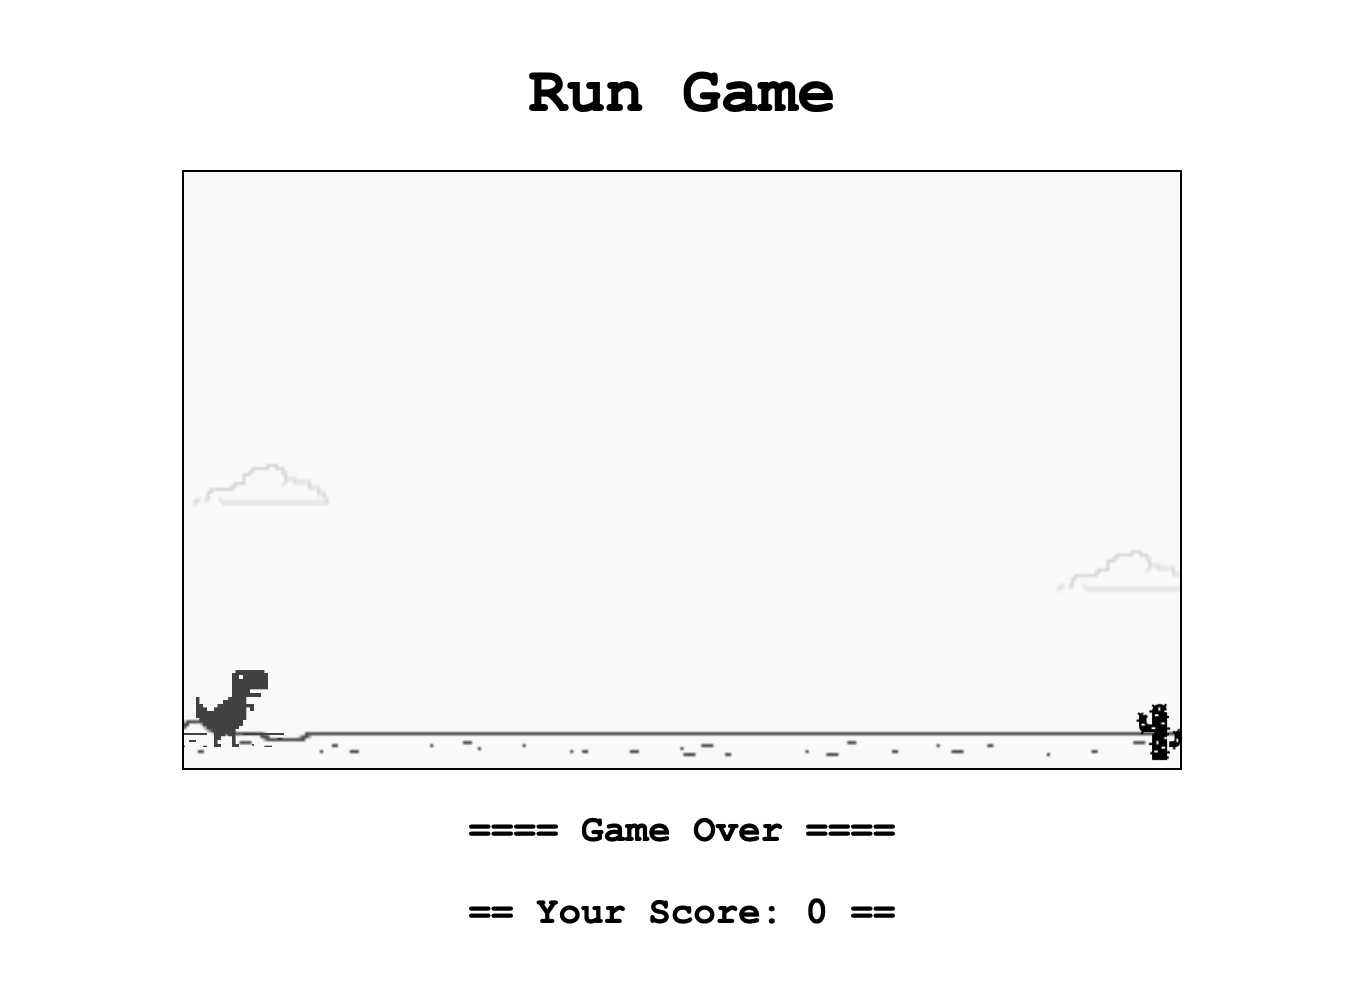 Run Game
==== Game Over ====
== Your Score: 0 ==